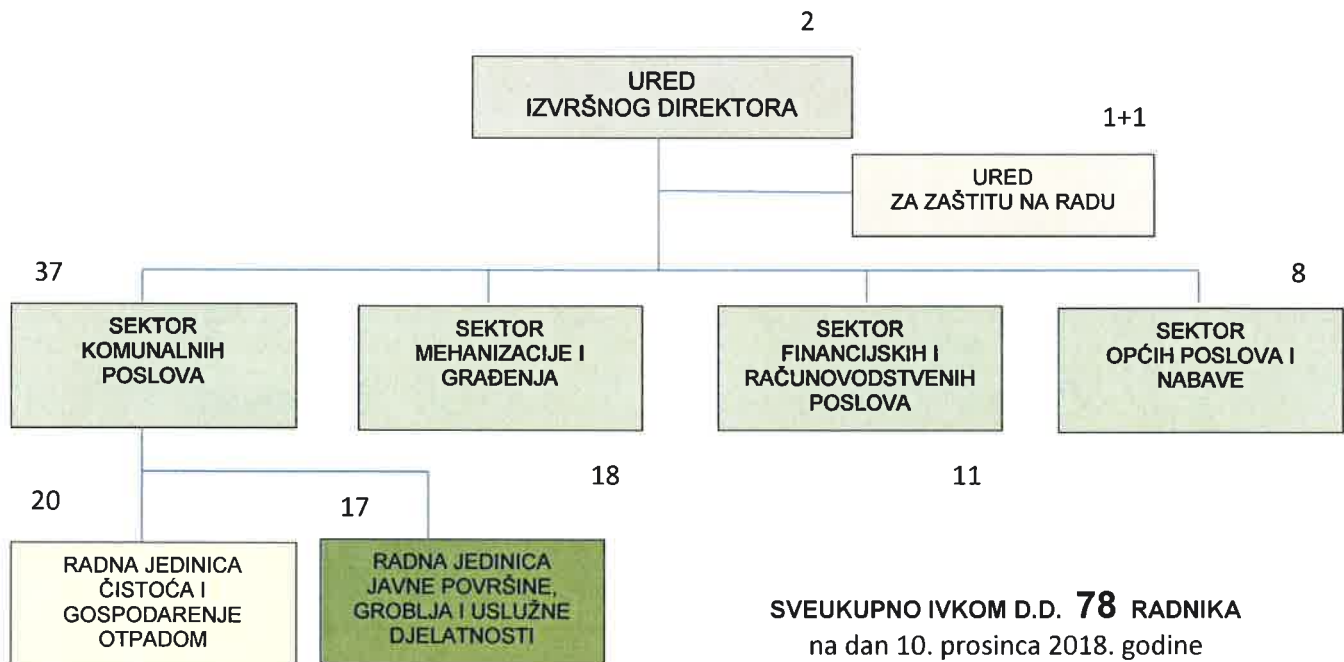 2
URED
IZVRŠNOG DIREKTORA
1+1
URED
ZA ZAŠTITU NA RADU
37
8
SEKTOR
KOMUNALNIH
POSLOVA
SEKTOR
MEHANIZACIJE I
GRAĐENJA
SEKTOR
FINANCIJSKIH I
RAČUNOVODSTVENIH
POSLOVA
SEKTOR
OPĆIH POSLOVA I
NABAVE
18
11
20
17
RADNA JEDINICA
ČISTOĆA I
GOSPODARENJE
OTPADOM
RADNA JEDINICA
JAVNE POVRŠINE,
GROBLJA I USLUŽNE
DJELATNOSTI
SVEUKUPNO IVKOM D.D. 78 RADNIKA
na dan 10. prosinca 2018. godine